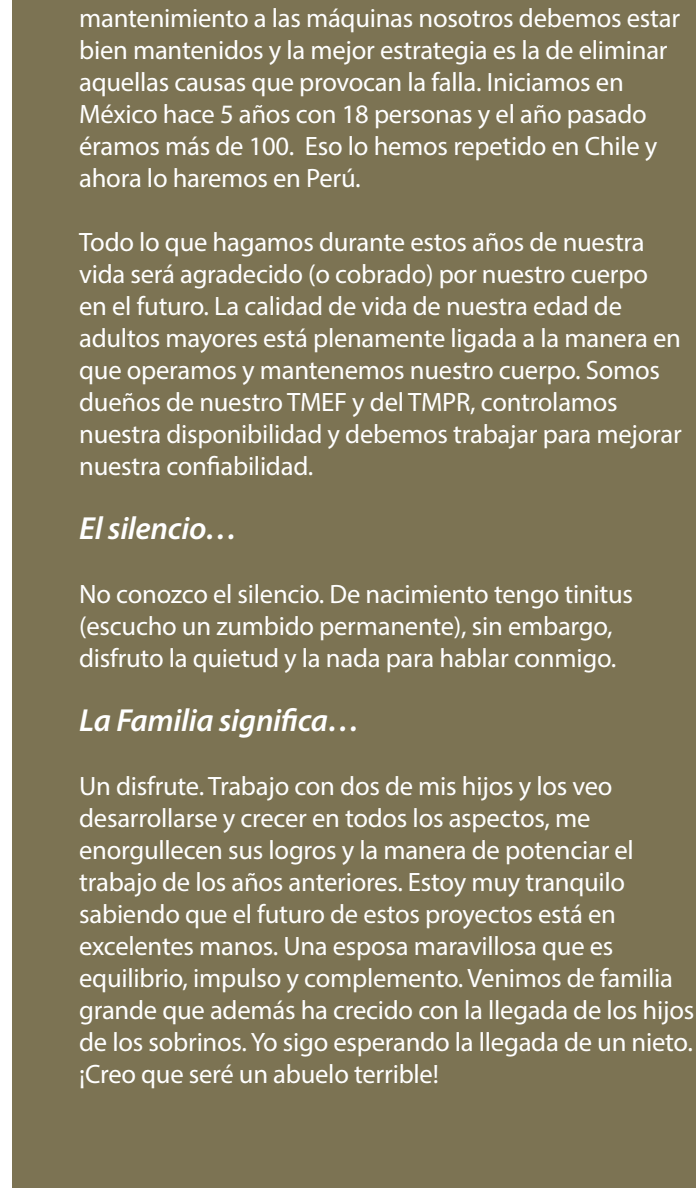 mantenimiento a las máquinas nosotros debemos estar
bien mantenidos y la mejor estrategia es la de eliminar
aquellas causas que provocan la falla. Iniciamos en
México hace 5 años con 18 personas y el año pasado
éramos más de 100.  Eso lo hemos repetido en Chile y
ahora lo haremos en Perú.
Todo lo que hagamos durante estos años de nuestra
vida será agradecido (o cobrado) por nuestro cuerpo
en el futuro. La calidad de vida de nuestra edad de
adultos mayores está plenamente ligada a la manera en
que operamos y mantenemos nuestro cuerpo. Somos
dueños de nuestro TMEF y del TMPR, controlamos
nuestra disponibilidad y debemos trabajar para mejorar
nuestra confiabilidad.
El silencio…
No conozco el silencio. De nacimiento tengo tinitus
(escucho un zumbido permanente), sin embargo,
disfruto la quietud y la nada para hablar conmigo.
La Familia significa…
Un disfrute. Trabajo con dos de mis hijos y los veo
desarrollarse y crecer en todos los aspectos, me
enorgullecen sus logros y la manera de potenciar el
trabajo de los años anteriores. Estoy muy tranquilo
sabiendo que el futuro de estos proyectos está en
excelentes manos. Una esposa maravillosa que es
equilibrio, impulso y complemento. Venimos de familia
grande que además ha crecido con la llegada de los hijos
de los sobrinos. Yo sigo esperando la llegada de un nieto.
¡Creo que seré un abuelo terrible!